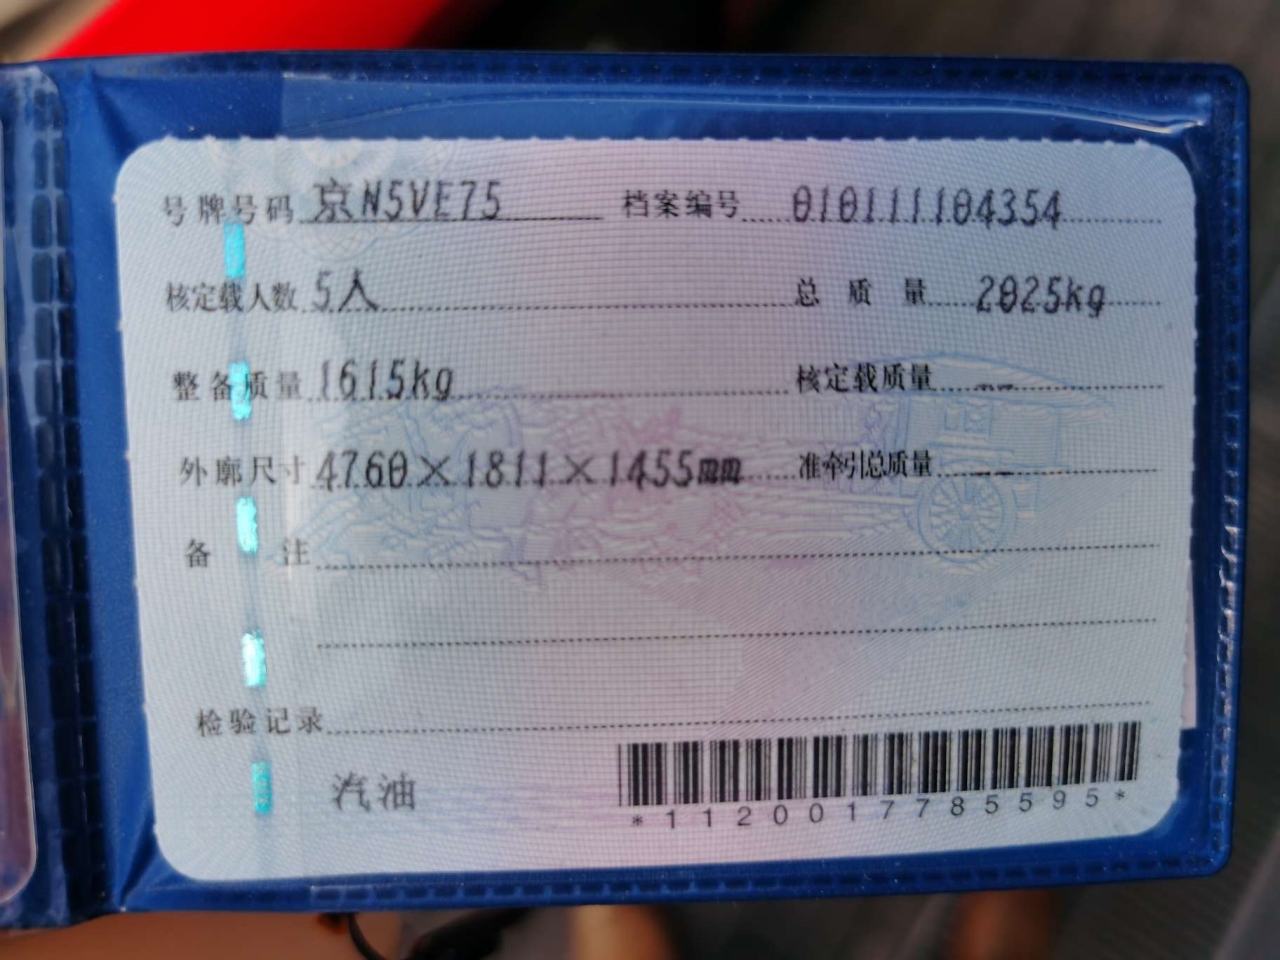 号牌号码 京N5VE75 档案编号 010111104354
核定载人数 5人 总质量 2025kg
整备质量 1615kg 核定载质量 --
外廓尺寸 4760×1811×1455mm 准牵引总质量 --
备注
检验记录
汽油
*1120017785595*